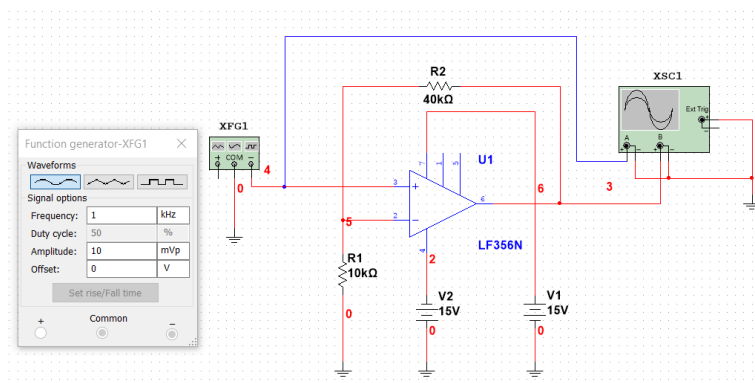 Function generator-XFG1
Waveforms
Signal options
Frequency: 1 kHz
Duty cycle: 50 %
Amplitude: 10 mVp
Offset: 0 V
Set rise/Fall time
+ Common −
XFG1
+ COM −
4
0
R2
40kΩ
XSC1
Ext Trig
+
−
A B
+ − + −
U1
7 1 5
3 +
2 −
6
4
LF356N
5
6
3
2
R1
10kΩ
0
V2
15V
0
V1
15V
0